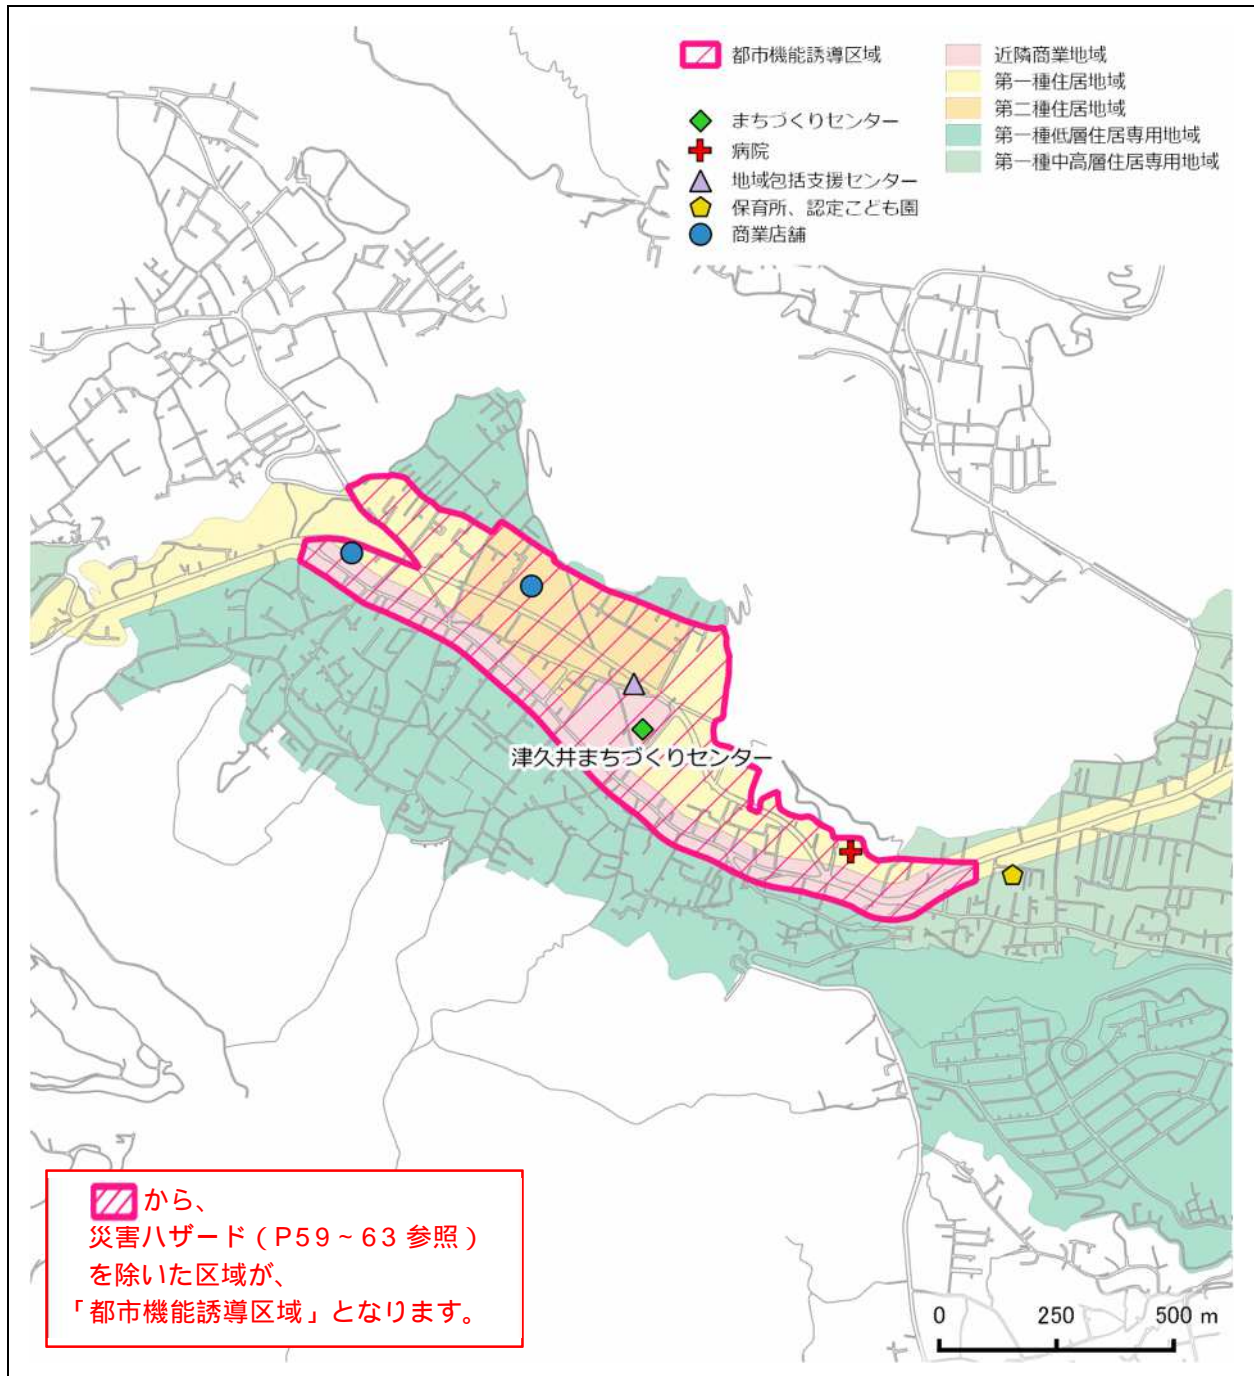 都市機能誘導区域
まちづくりセンター
病院
地域包括支援センター
保育所、認定こども園
商業店舗
近隣商業地域
第一種住居地域
第二種住居地域
第一種低層住居専用地域
第一種中高層住居専用地域
津久井まちづくりセンター
から、
災害ハザード（P59～63 参照）
を除いた区域が、
「都市機能誘導区域」となります。
0 250 500 m